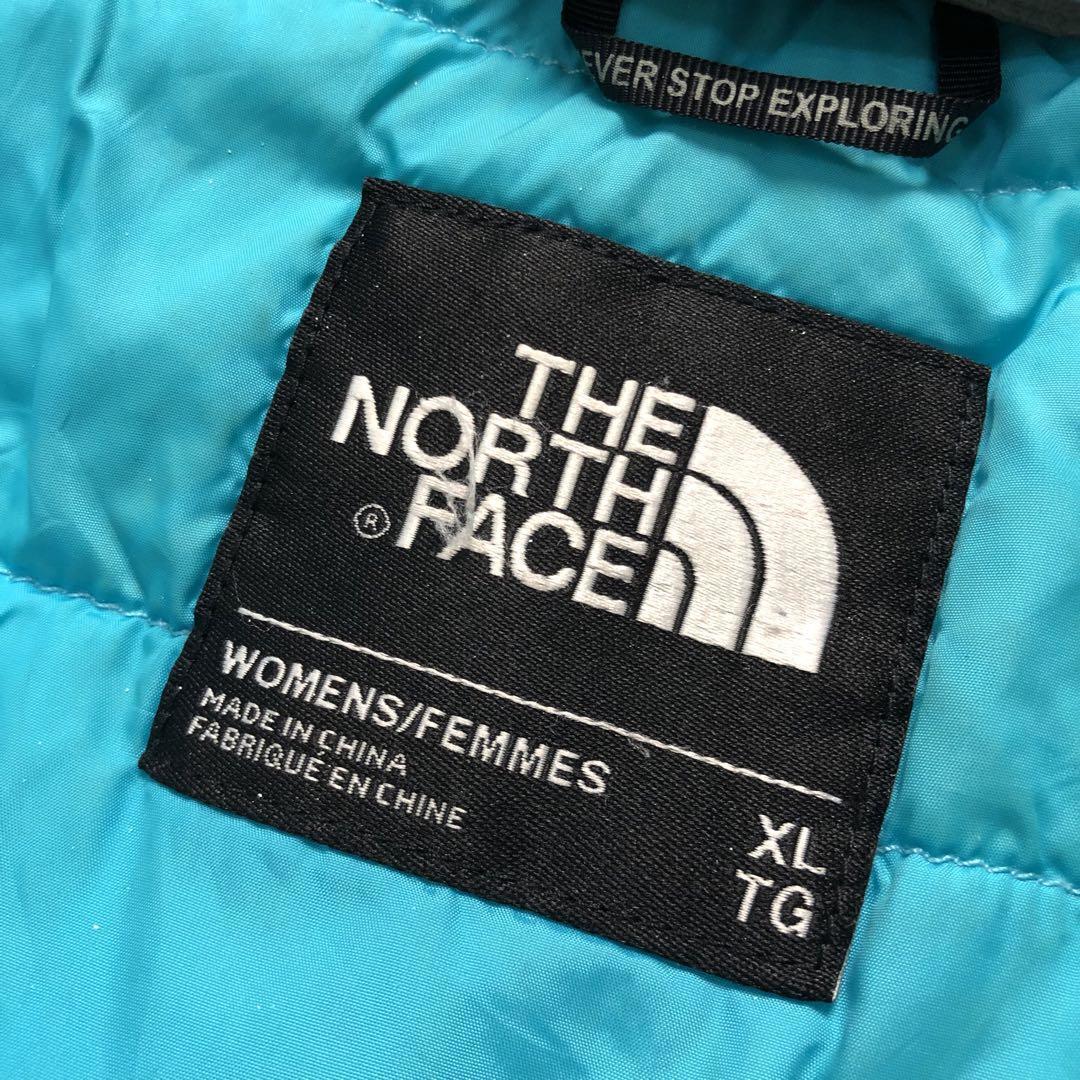 EVER STOP EXPLORING
THE
NORTH
FACE
®
WOMENS/FEMMES
MADE IN CHINA
FABRIQUÉ EN CHINE
XL
TG